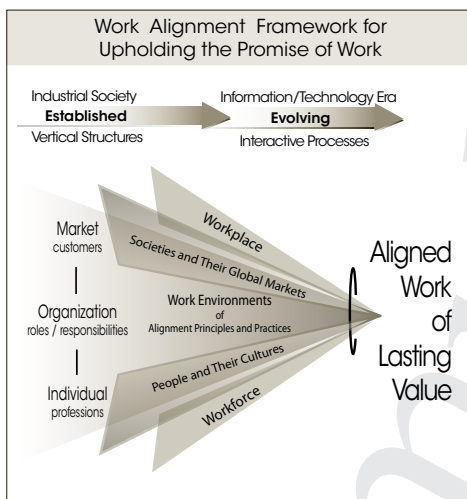 Work Alignment Framework for
Upholding the Promise of Work
Industrial Society
Established
Vertical Structures
Information/Technology Era
Evolving
Interactive Processes
Market
customers
Organization
roles / responsibilities
Individual
professions
Workplace
Societies and Their Global Markets
Work Environments
of
Alignment Principles and Practices
People and Their Cultures
Workforce
Aligned
Work
of
Lasting
Value